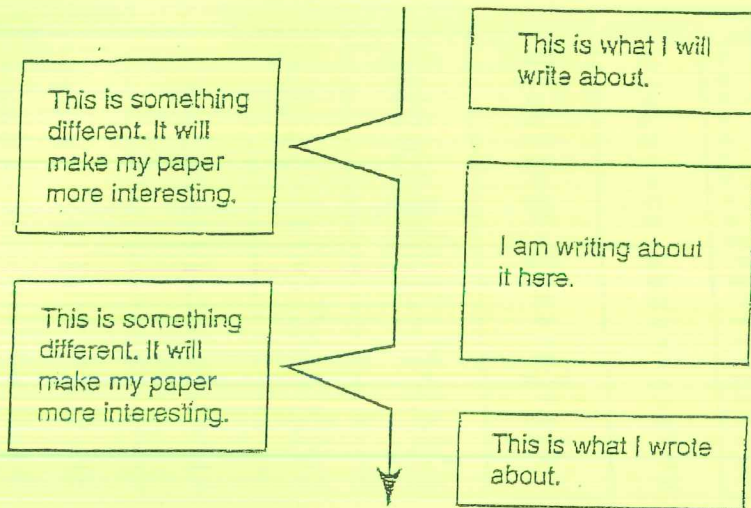 This is what I will
write about.
This is something
different. It will
make my paper
more interesting.
I am writing about
it here.
This is something
different. It will
make my paper
more interesting.
This is what I wrote
about.